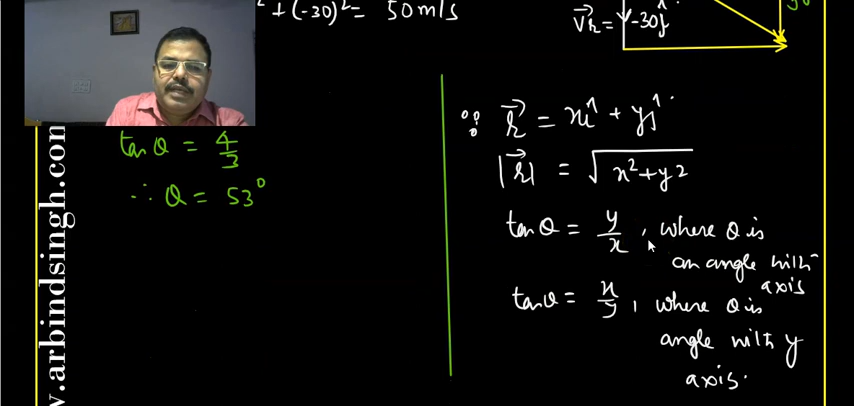 ² + (-30)² = 50 m/s
tan θ = 4/3
∴ θ = 53°
www.arbindsingh.com
Vr = -30ĵ
∵ r⃗ = xî + yĵ
|r⃗| = √x² + y²
tan θ = y/x , where θ is
an angle with
axis
tan θ = x/y , where θ is
angle with y
axis.